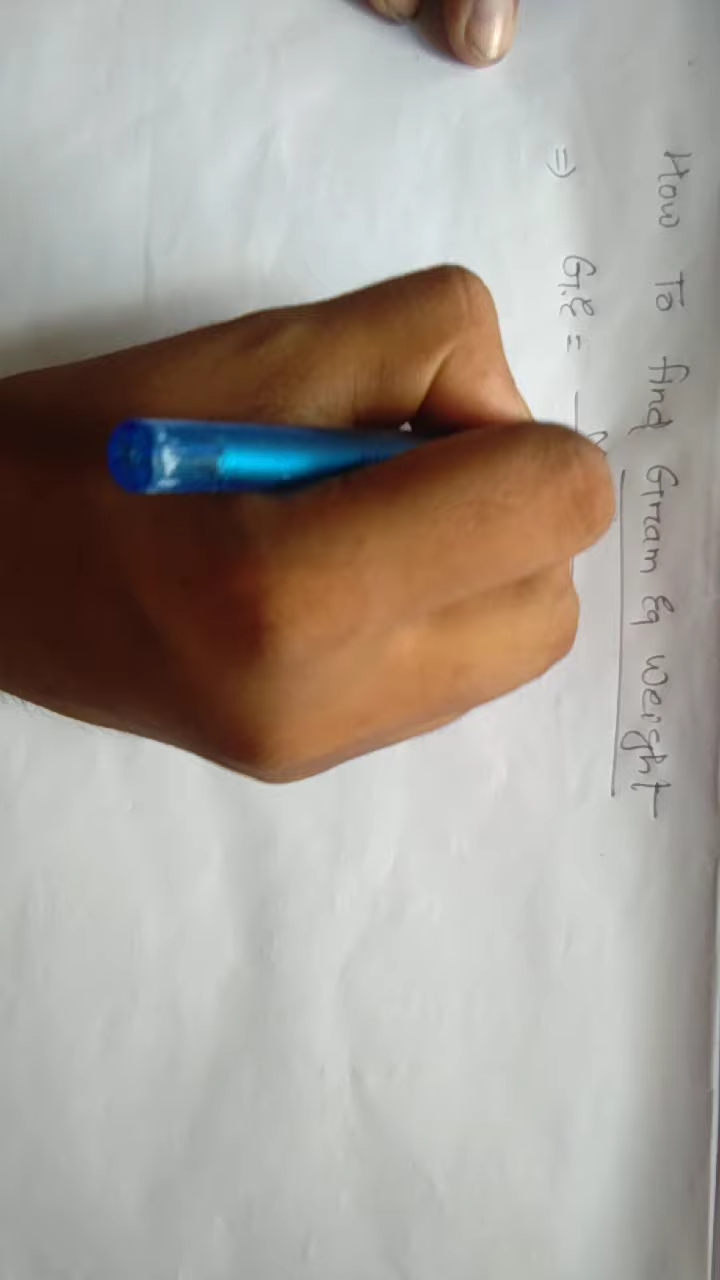 How To find Gram Eq weight
⇒ G.E =